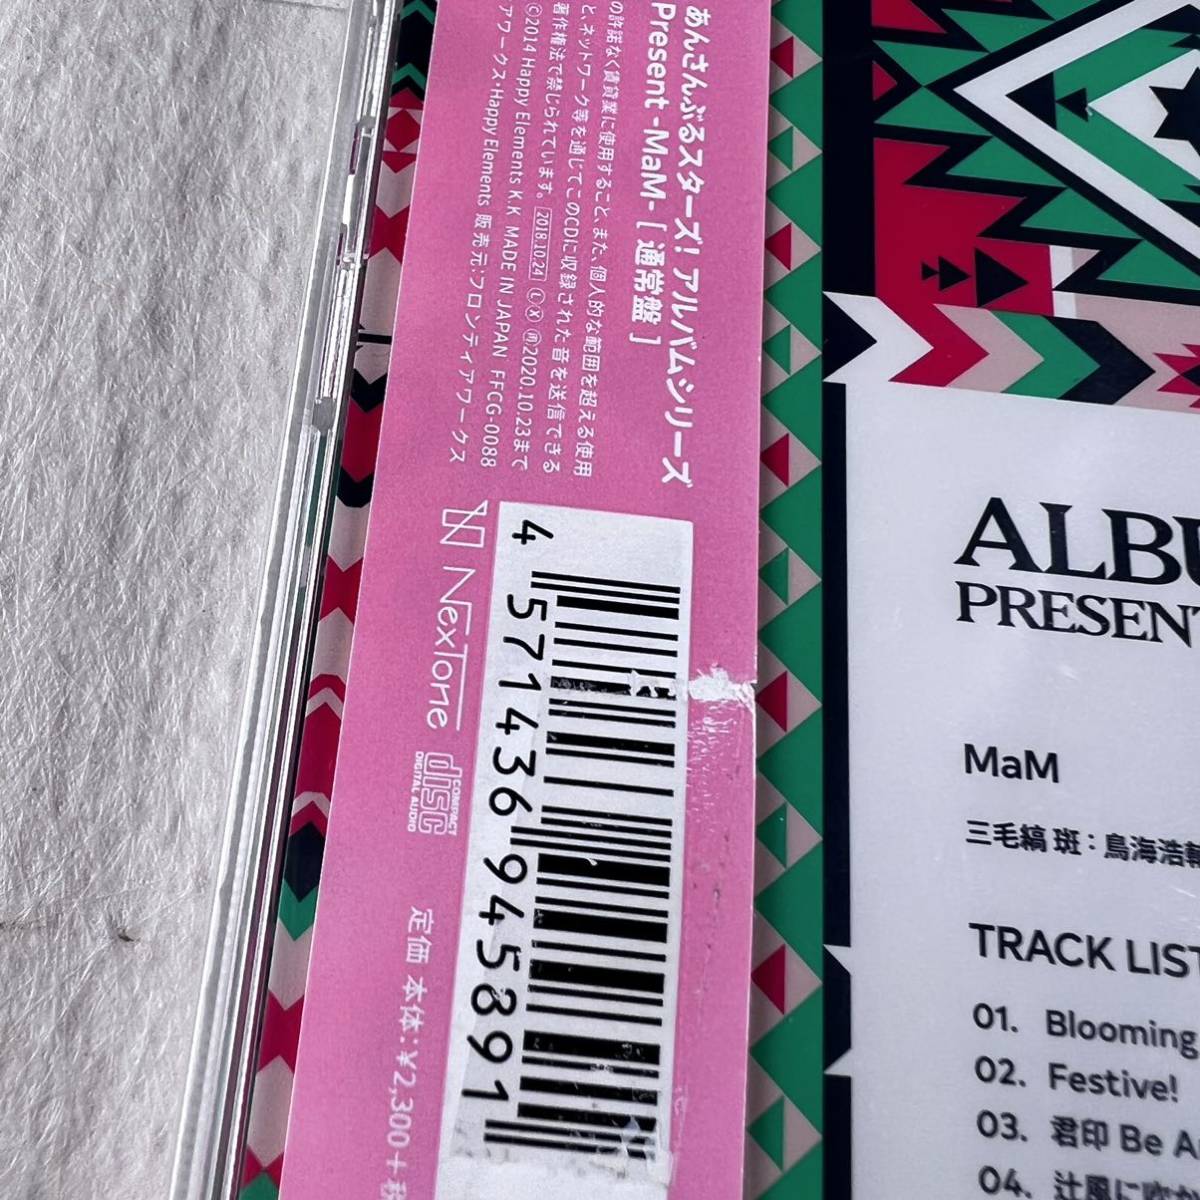 あんさんぶるスターズ! アルバムシリーズ
Present -MaM- [ 通常盤 ]
の許諾なく賃貸業に使用すること、また、個人的な範囲を超える使用
と、ネットワーク等を通じてこのCDに収録された音を送信できる
著作権法で禁じられています。 2018.10.24 Ⓛ Ⓧ ㊁2020.10.23まで
©2014 Happy Elements K.K MADE IN JAPAN FFCG-0088
アワークス・Happy Elements 販売元:フロンティアワークス
NexTone
COMPACT
disc
DIGITAL AUDIO
定価 本体:¥2,300+税
4 571436 945891
ALBU
PRESENT
MaM
三毛縞 斑:鳥海浩輔
TRACK LIST
01. Blooming
02. Festive!
03. 君印 Be A
04.